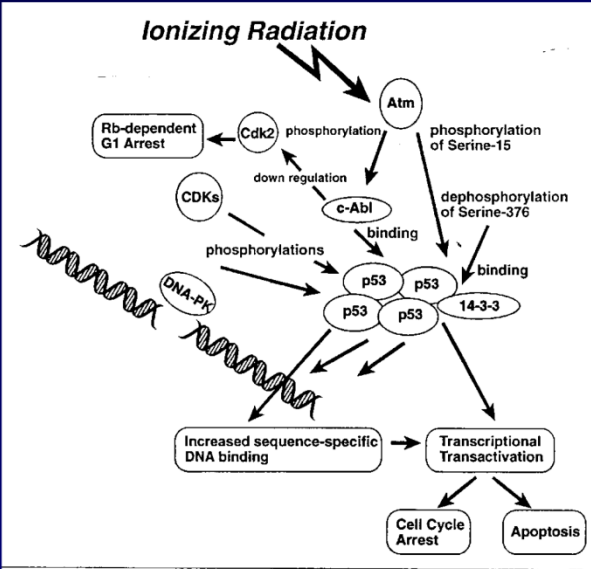 Ionizing Radiation
Atm
Rb-dependent
G1 Arrest
Cdk2
phosphorylation
phosphorylation
of Serine-15
down regulation
CDKs
c-Abl
dephosphorylation
of Serine-376
binding
phosphorylations
binding
p53
p53
DNA-PK
p53
p53
14-3-3
Increased sequence-specific
DNA binding
Transcriptional
Transactivation
Cell Cycle
Arrest
Apoptosis